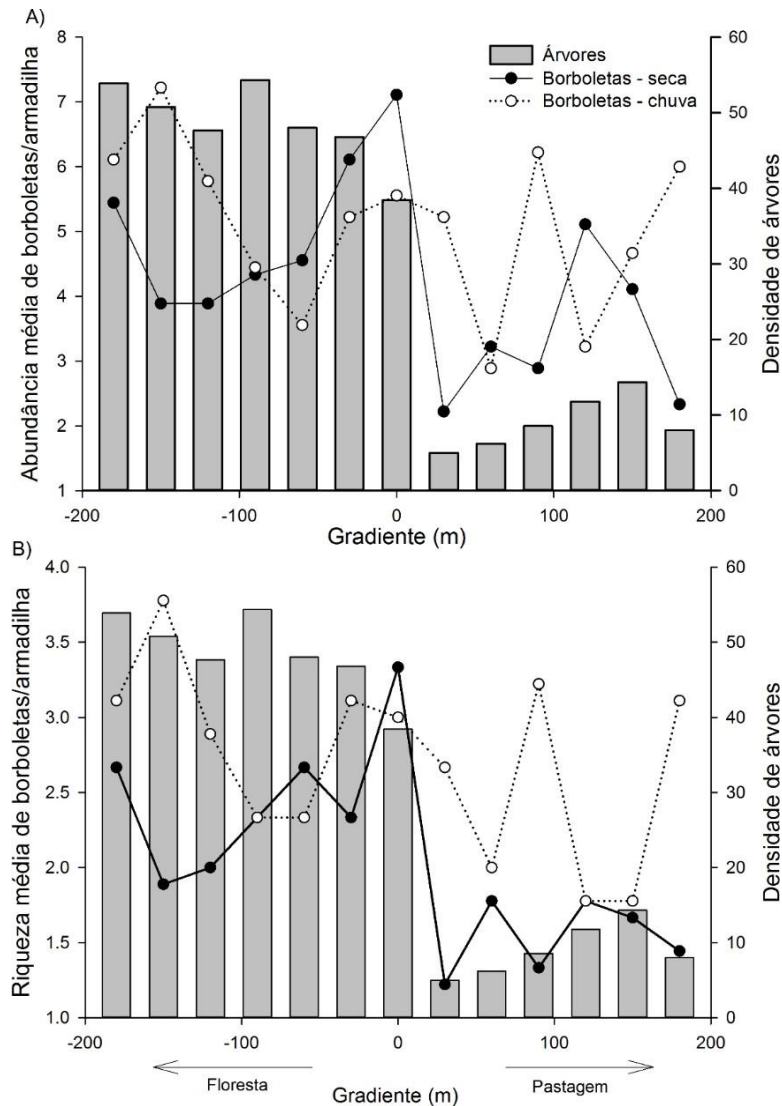 A)
Abundância média de borboletas/armadilha
8
7
6
5
4
3
2
1
Árvores
Borboletas - seca
Borboletas - chuva
60
50
40
30
20
10
0
Densidade de árvores
-200 -100 0 100 200
Gradiente (m)
B)
Riqueza média de borboletas/armadilha
4.0
3.5
3.0
2.5
2.0
1.5
1.0
60
50
40
30
20
10
0
Densidade de árvores
-200 -100 0 100 200
Floresta Pastagem
Gradiente (m)